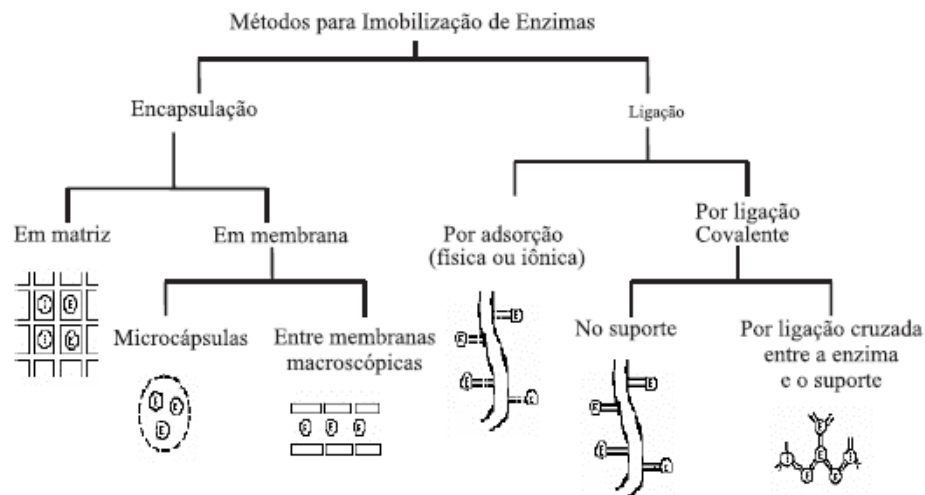 Métodos para Imobilização de Enzimas
Encapsulação
Ligação
Em matriz
Em membrana
Por adsorção
(física ou iônica)
Por ligação
Covalente
Microcápsulas
Entre membranas
macroscópicas
No suporte
Por ligação cruzada
entre a enzima
e o suporte